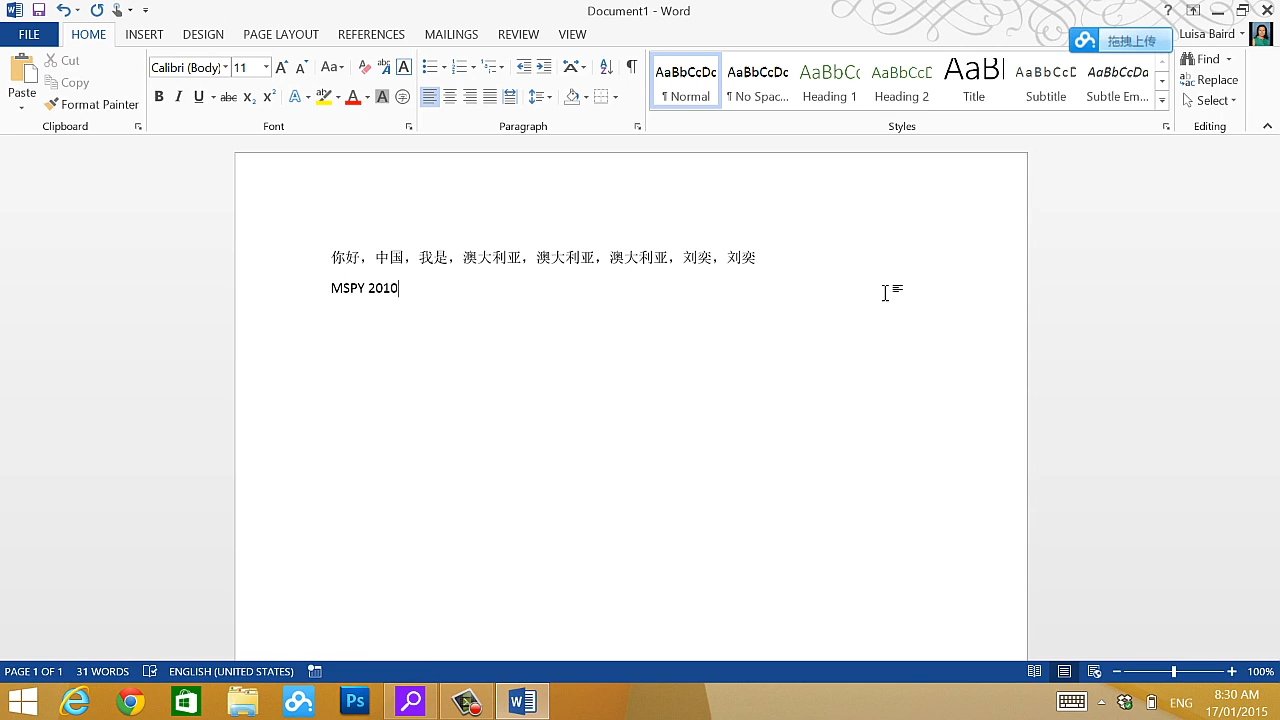 Document1 - Word
?
FILE
HOME
INSERT
DESIGN
PAGE LAYOUT
REFERENCES
MAILINGS
REVIEW
VIEW
拖拽上传
Luisa Baird
Paste
Cut
Copy
Format Painter
Clipboard
Calibri (Body)
11
Font
Paragraph
AaBbCcDc
¶ Normal
AaBbCcDc
¶ No Spac...
AaBbCc
Heading 1
AaBbCcD
Heading 2
AaB
Title
AaBbCcD
Subtitle
AaBbCcDa
Subtle Em...
Styles
Find
Replace
Select
Editing
你好，中国，我是，澳大利亚，澳大利亚，澳大利亚，刘奕，刘奕
MSPY 2010
PAGE 1 OF 1
31 WORDS
ENGLISH (UNITED STATES)
100%
Ps
ENG
8:30 AM
17/01/2015